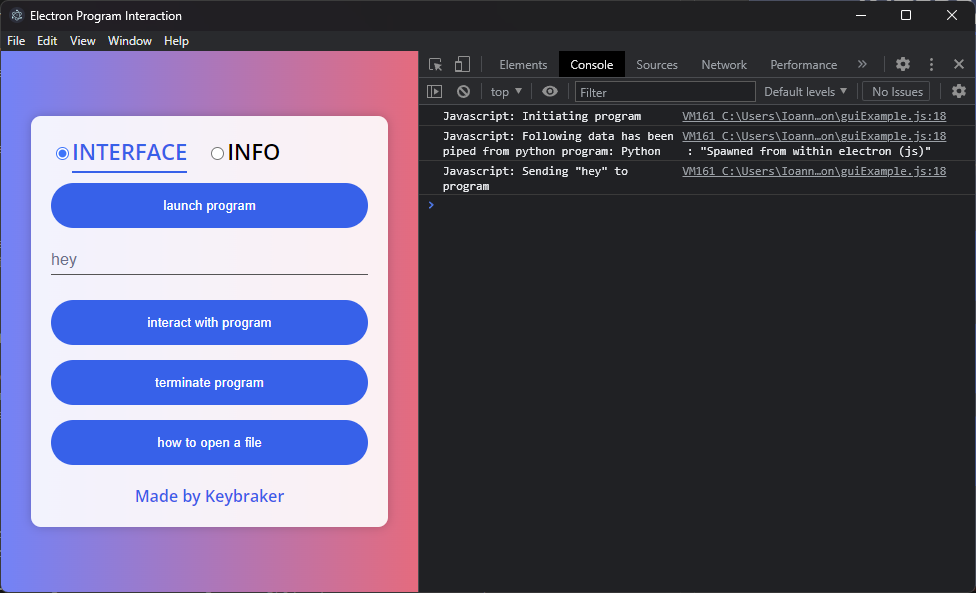 Electron Program Interaction
File Edit View Window Help
Elements Console Sources Network Performance »
top ▼ Filter Default levels ▼ No Issues
INTERFACE INFO
launch program
hey
interact with program
terminate program
how to open a file
Made by Keybraker
Javascript: Initiating program VM161 C:\Users\Ioann…on\guiExample.js:18
Javascript: Following data has been VM161 C:\Users\Ioann…on\guiExample.js:18
piped from python program: Python : "Spawned from within electron (js)"
Javascript: Sending "hey" to VM161 C:\Users\Ioann…on\guiExample.js:18
program